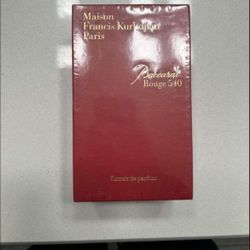 Maison
Francis Kurkdjian
Paris
Baccarat
Rouge 540
Extrait de parfum